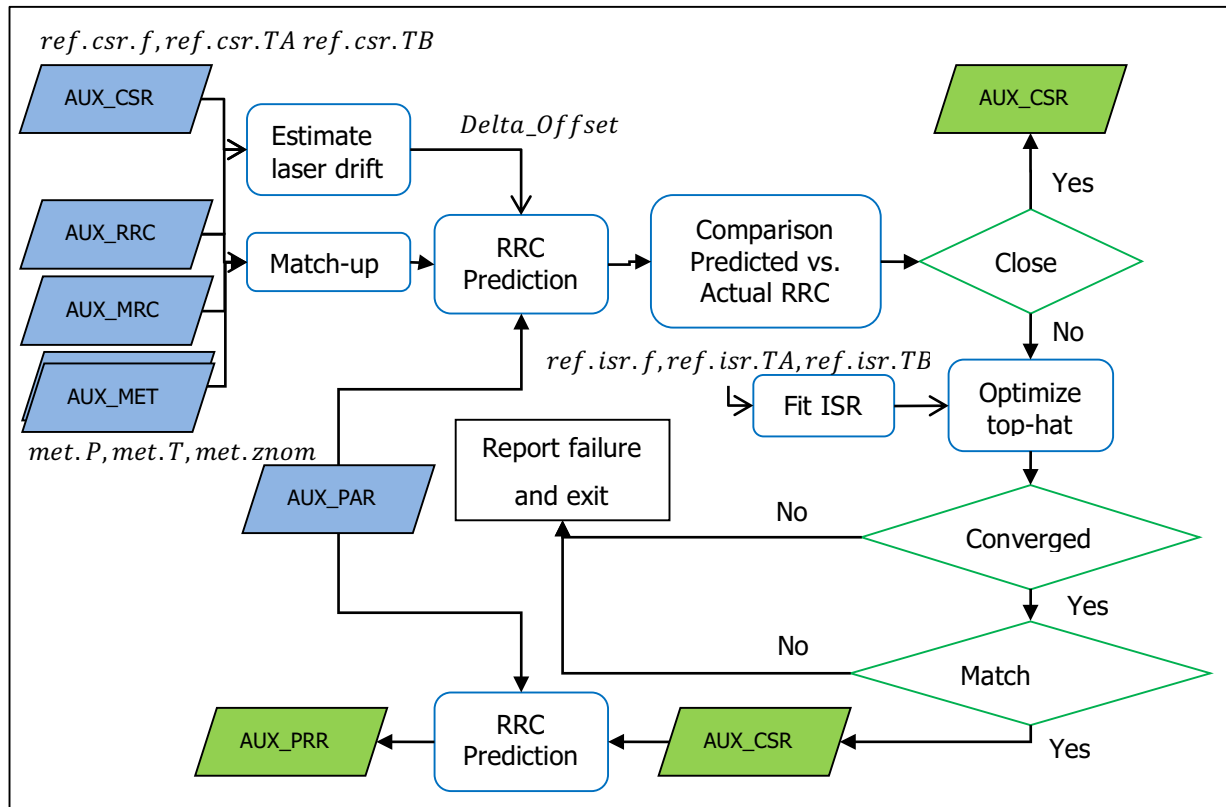 ref.csr.f,ref.csr.TA ref.csr.TB
AUX_CSR
Estimate
laser drift
Delta_Offset
AUX_CSR
Yes
AUX_RRC
Match-up
RRC
Prediction
Comparison
Predicted vs.
Actual RRC
Close
AUX_MRC
No
AUX_MET
met.P,met.T,met.znom
ref.isr.f,ref.isr.TA,ref.isr.TB
Fit ISR
Optimize
top-hat
Report failure
and exit
AUX_PAR
No
Converged
Yes
No
Match
Yes
AUX_PRR
RRC
Prediction
AUX_CSR